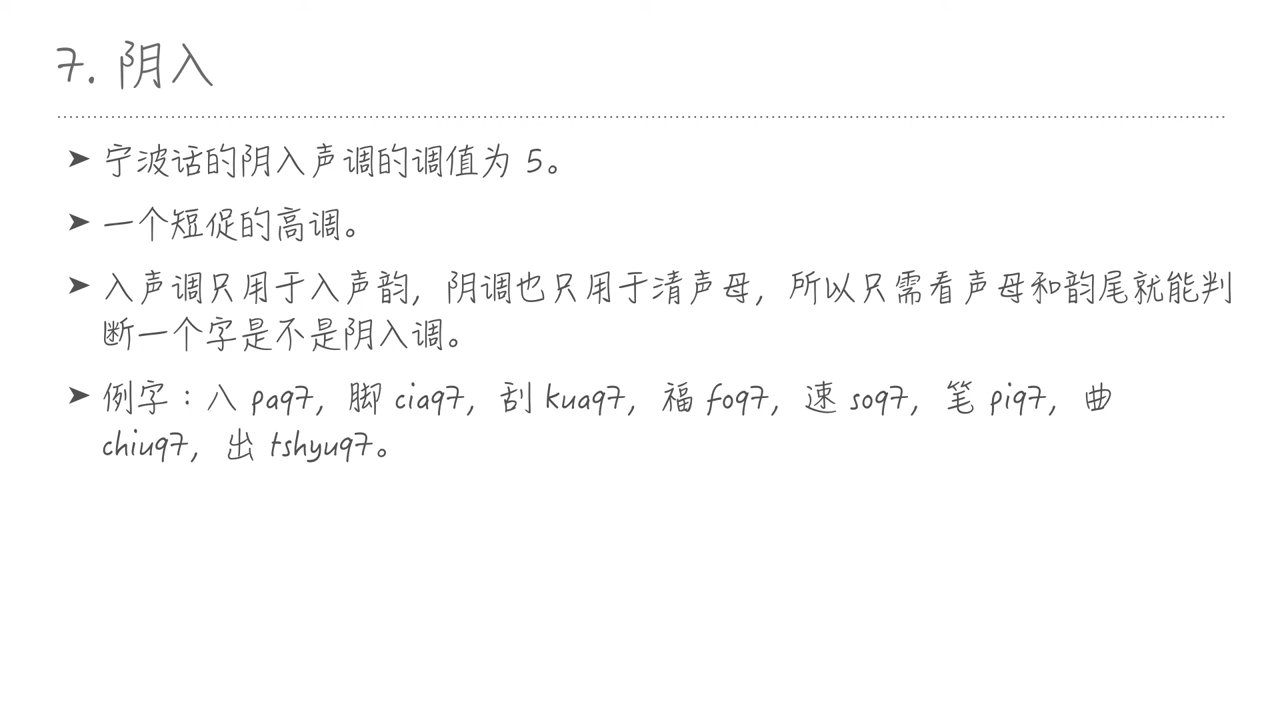 7. 阴入
➤ 宁波话的阴入声调的调值为 5。
➤ 一个短促的高调。
➤ 入声调只用于入声韵，阴调也只用于清声母，所以只需看声母和韵尾就能判
断一个字是不是阴入调。
➤ 例字：八 paq7，脚 ciaq7，刮 kuaq7，福 foq7，速 soq7，笔 piq7，曲
chiuq7，出 tshyuq7。